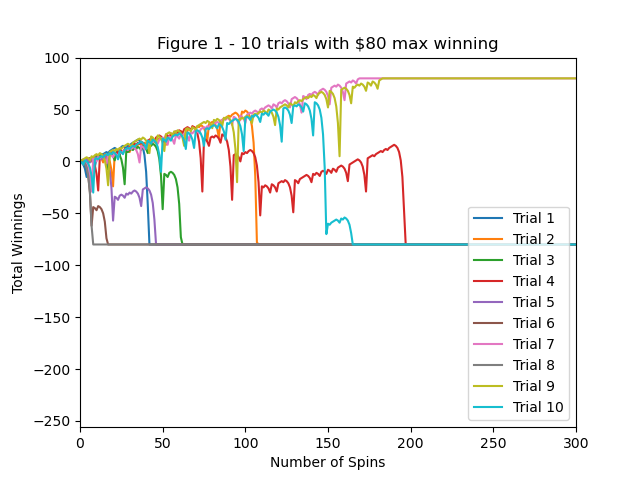 Figure 1 - 10 trials with $80 max winning
Total Winnings
100
50
0
−50
−100
−150
−200
−250
0
50
100
150
200
250
300
Number of Spins
Trial 1
Trial 2
Trial 3
Trial 4
Trial 5
Trial 6
Trial 7
Trial 8
Trial 9
Trial 10